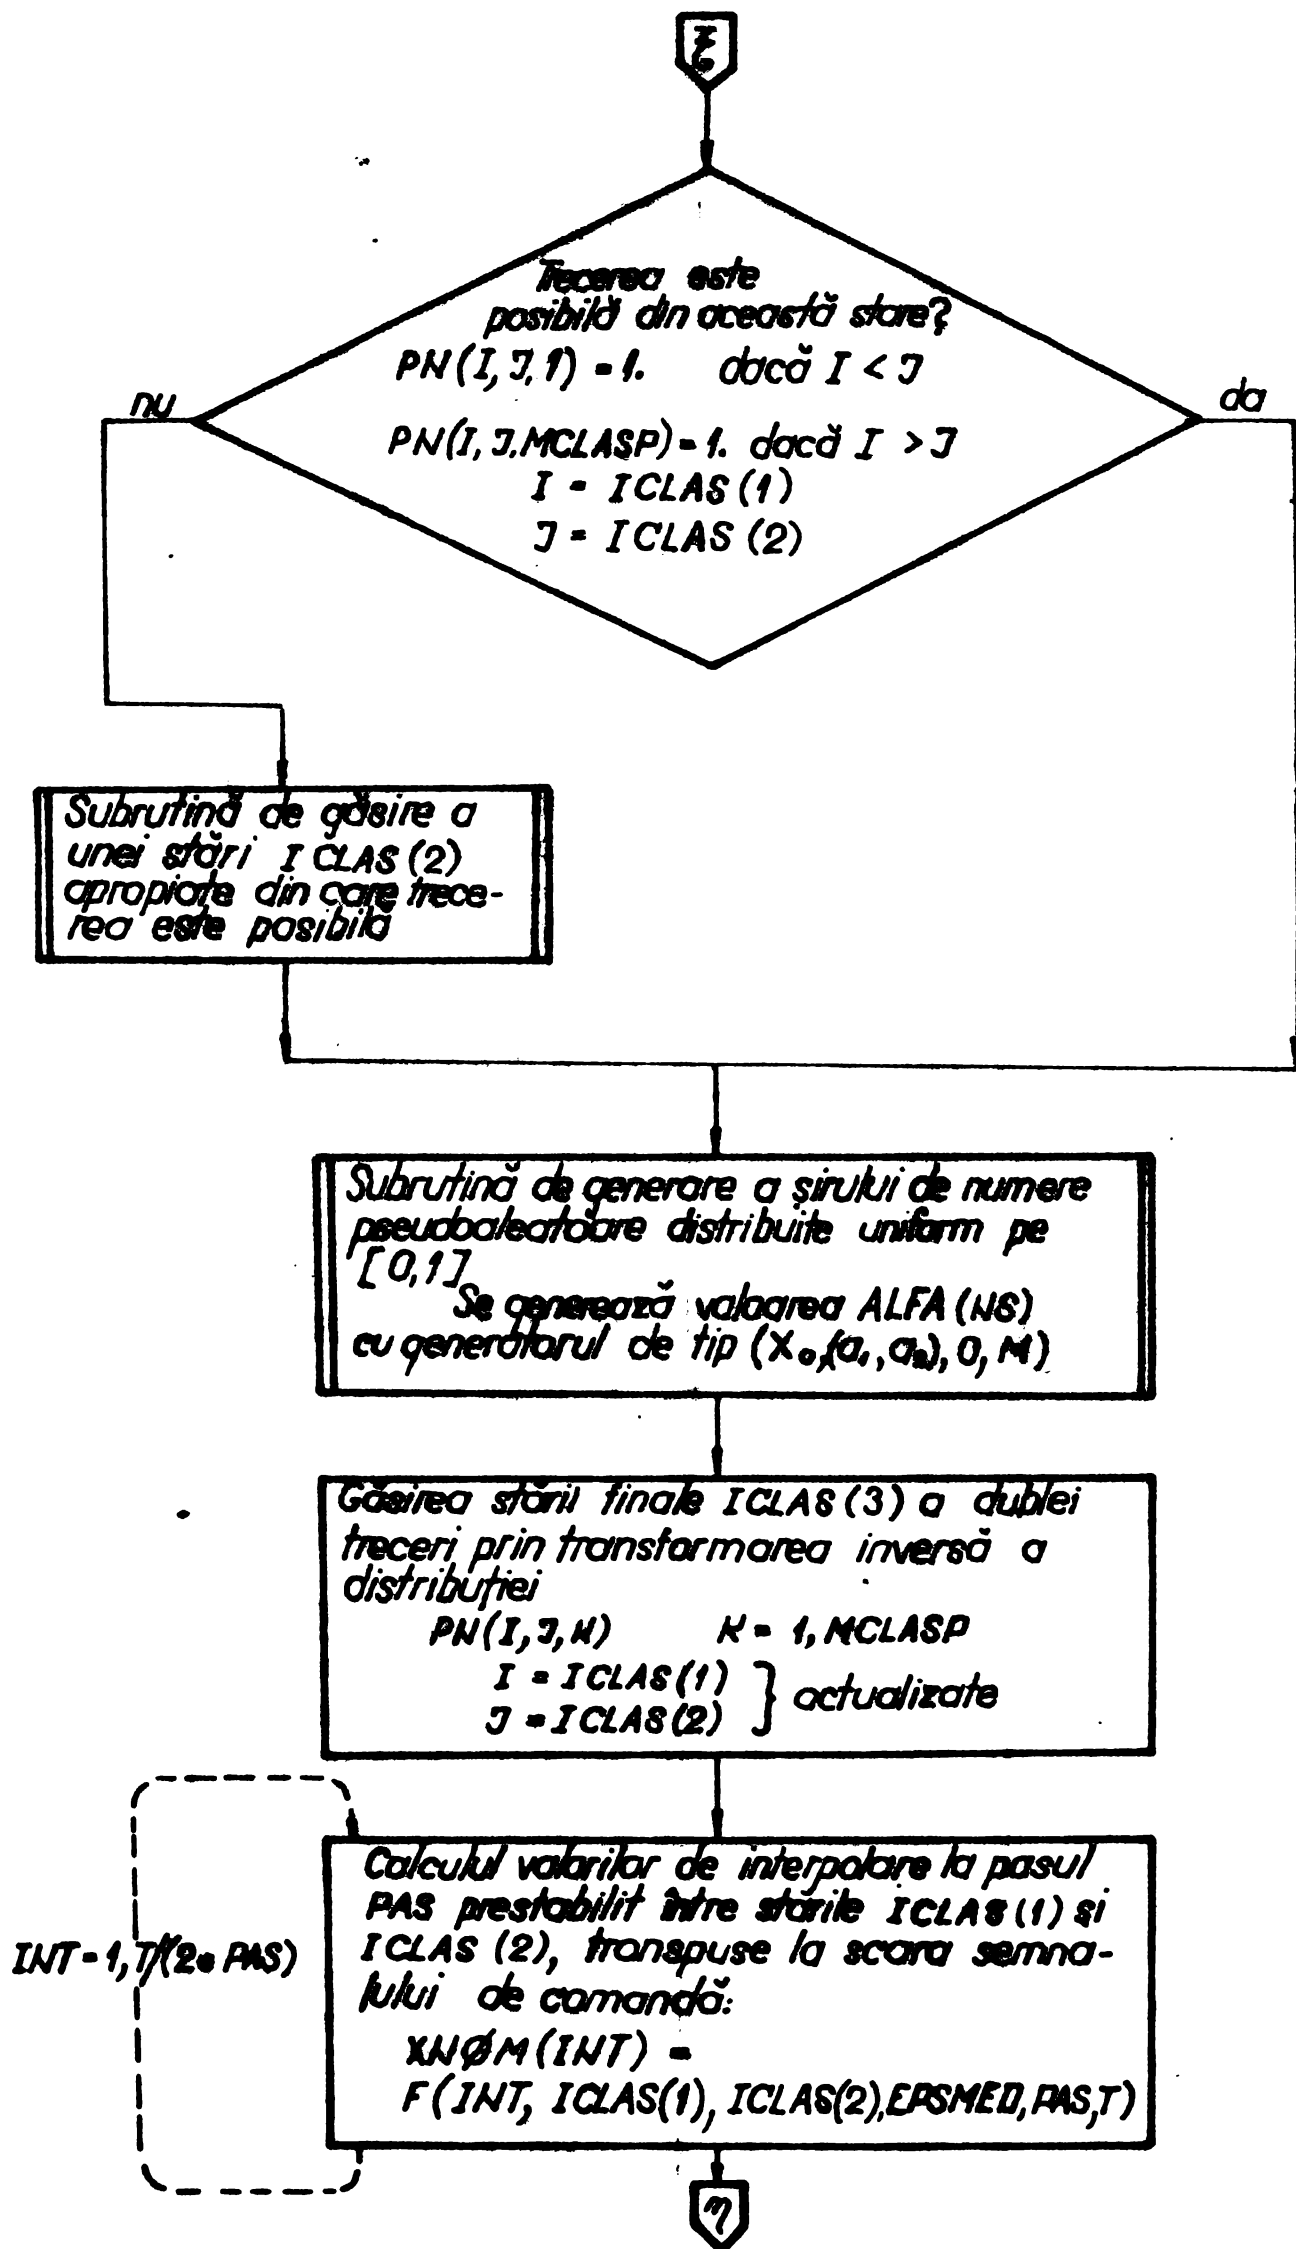 Trecerea este
posibilă din această stare?
PN(I, J, 1) = 1. dacă I < J
nu
da
PN(I, J, MCLASP) = 1. dacă I > J
I = ICLAS (1)
J = ICLAS (2)
Subrutină de găsire a
unei stări ICLAS (2)
apropiate din care trece-
rea este posibilă
Subrutină de generare a șirului de numere
pseudoaleatoare distribuite uniform pe
[0,1]
Se generează valoarea ALFA (NS)
cu generatorul de tip (X₀,(a₁, a₂), 0, M)
Găsirea stării finale ICLAS (3) a dublei
treceri prin transformarea inversă a
distribuției
PN(I, J, K) K = 1, MCLASP
I = ICLAS(1)
J = ICLAS(2) } actualizate
Calculul valorilor de interpolare la pasul
PAS prestabilit între stările ICLAS (1) și
ICLAS (2), transpuse la scara semna-
lului de comandă:
INT = 1, T/(2• PAS)
XNØM (INT) =
F(INT, ICLAS(1), ICLAS(2), EPSMED, PAS, T)
η